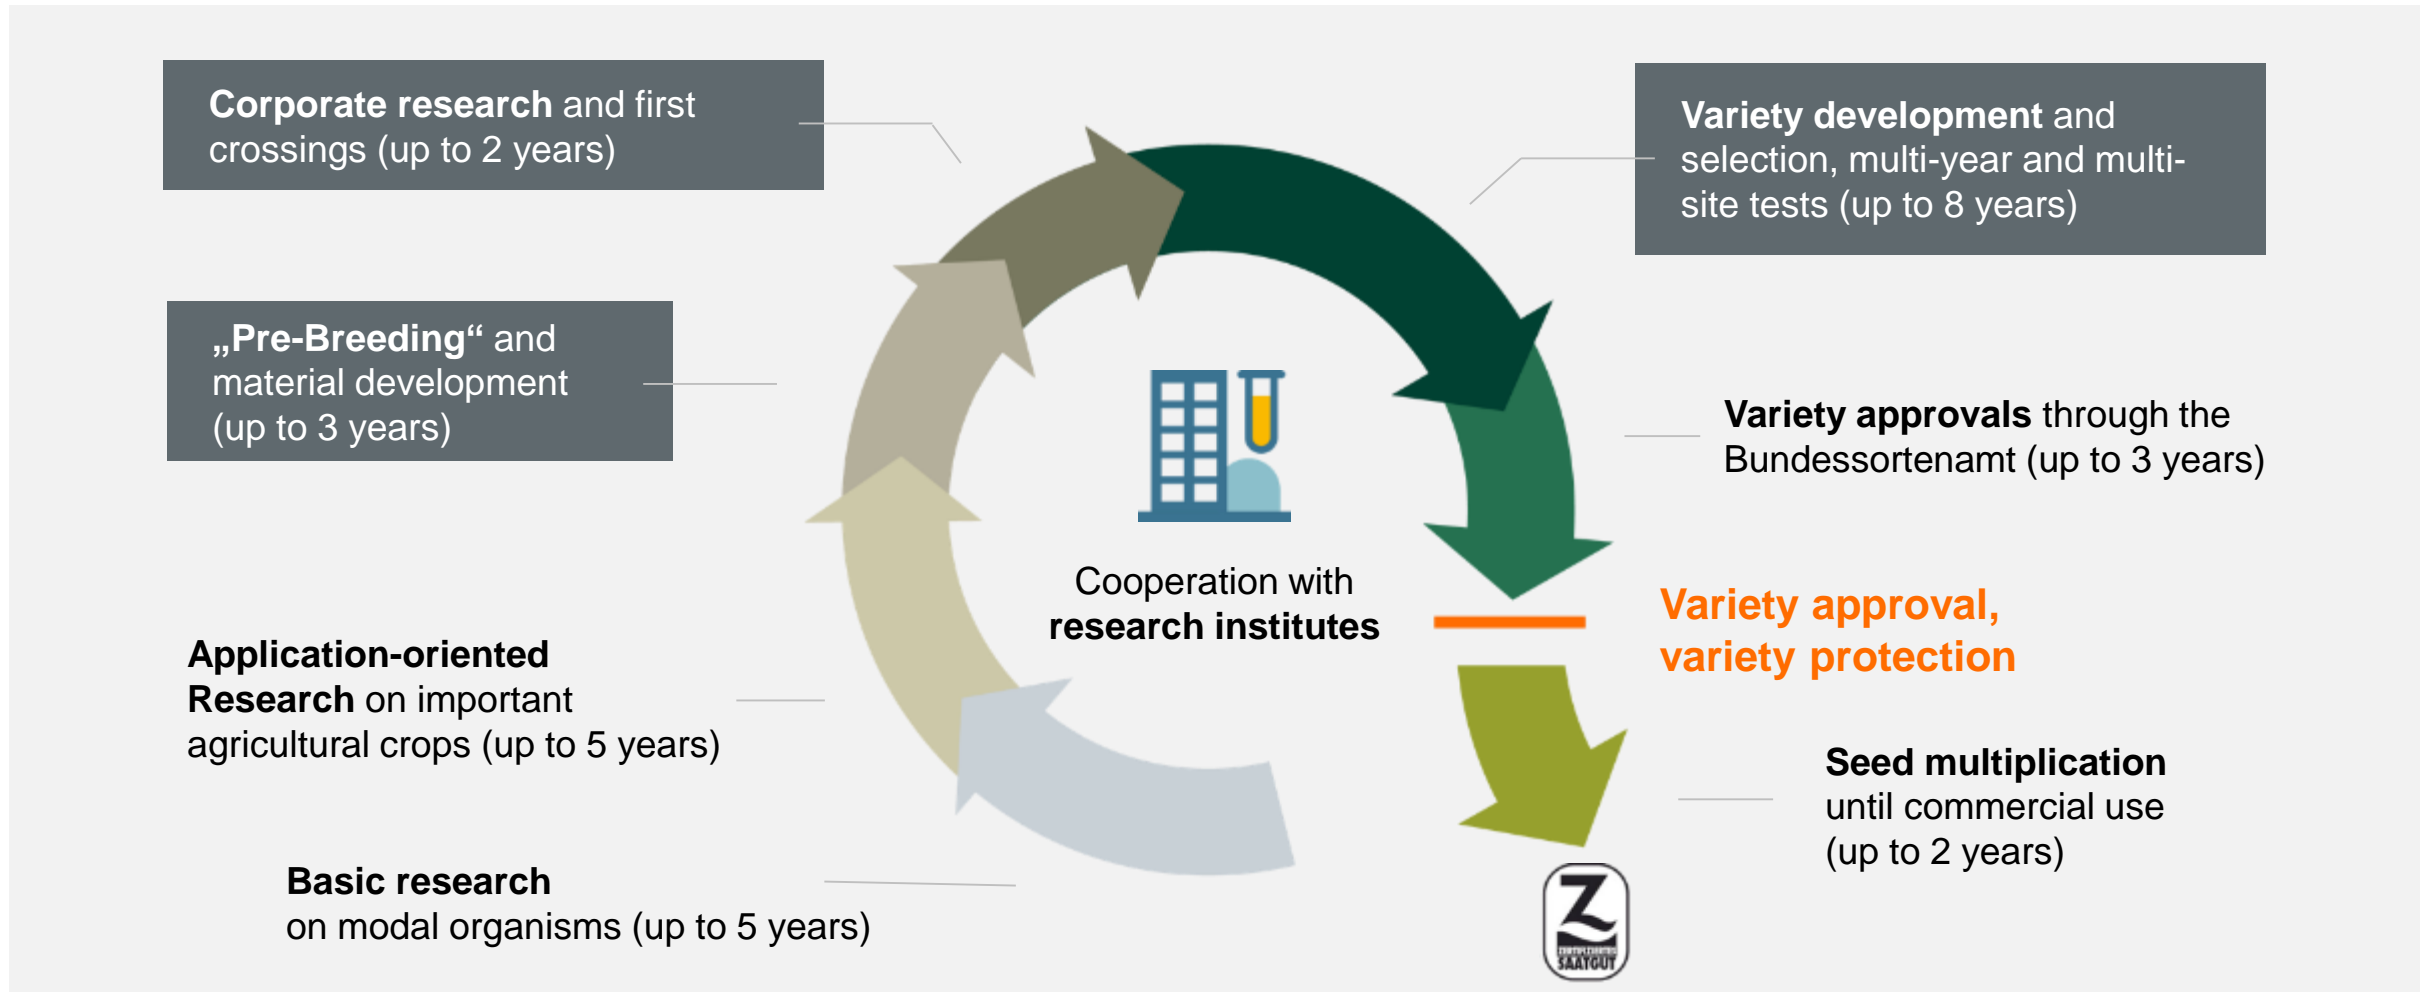 Corporate research and first
crossings (up to 2 years)
Variety development and
selection, multi-year and multi-
site tests (up to 8 years)
„Pre-Breeding“ and
material development
(up to 3 years)
Variety approvals through the
Bundessortenamt (up to 3 years)
Cooperation with
research institutes
Variety approval,
variety protection
Application-oriented
Research on important
agricultural crops (up to 5 years)
Seed multiplication
until commercial use
(up to 2 years)
Basic research
on modal organisms (up to 5 years)
Z
SAATGUT